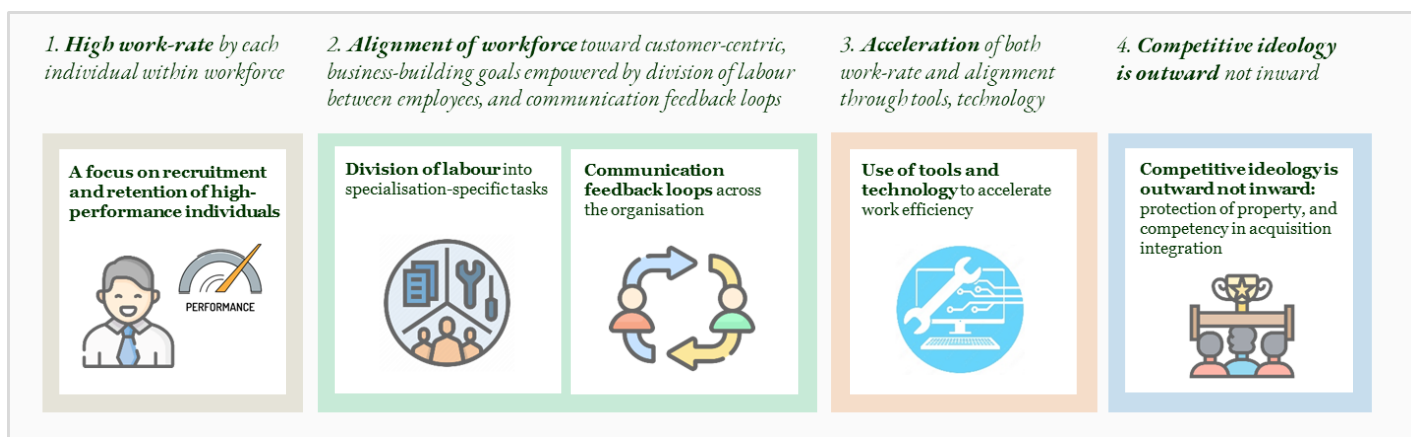 1. High work-rate by each
individual within workforce
2. Alignment of workforce toward customer-centric,
business-building goals empowered by division of labour
between employees, and communication feedback loops
3. Acceleration of both
work-rate and alignment
through tools, technology
4. Competitive ideology
is outward not inward
A focus on recruitment
and retention of high-
performance individuals
PERFORMANCE
Division of labour into
specialisation-specific tasks
Communication
feedback loops across
the organisation
Use of tools and
technology to accelerate
work efficiency
Competitive ideology is
outward not inward:
protection of property, and
competency in acquisition
integration